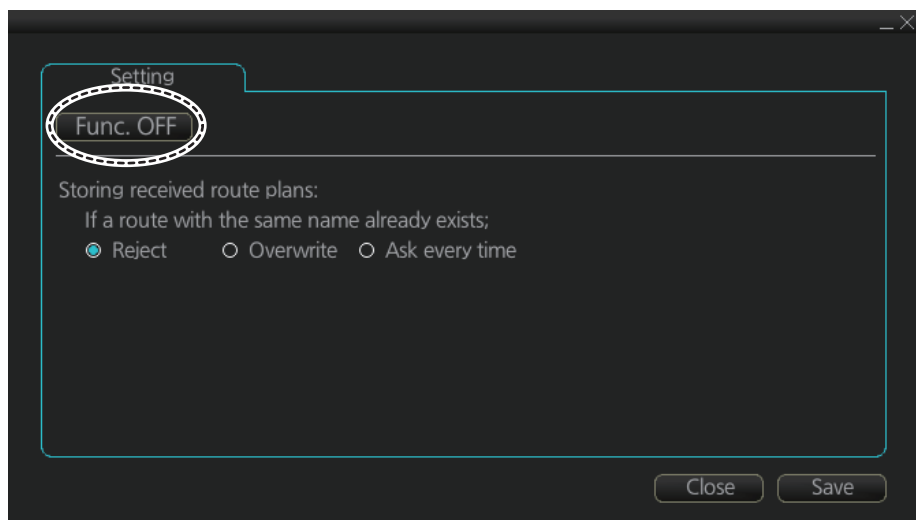 Setting
Func. OFF
Storing received route plans:
If a route with the same name already exists;
Reject Overwrite Ask every time
Close Save